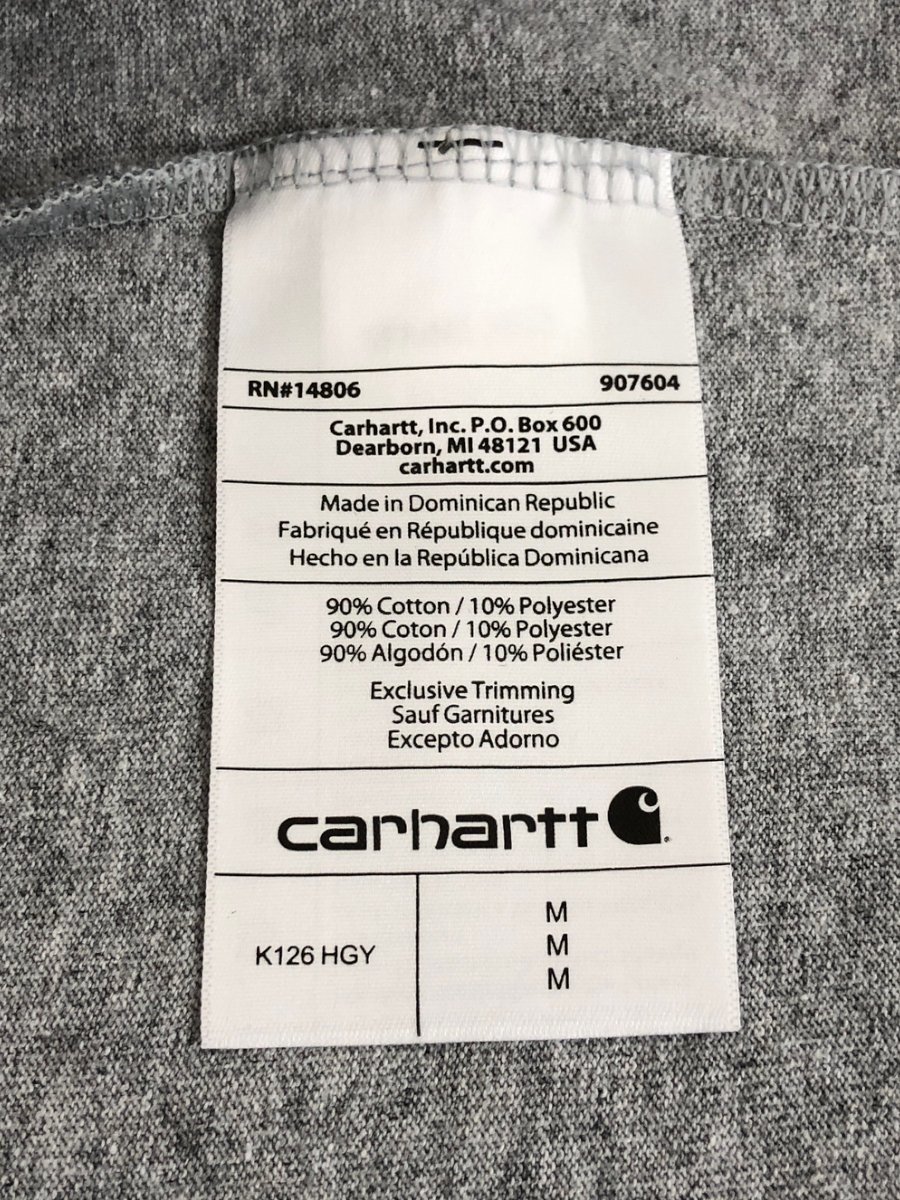 RN#14806 907604
Carhartt, Inc. P.O. Box 600
Dearborn, MI 48121 USA
carhartt.com
Made in Dominican Republic
Fabriqué en République dominicaine
Hecho en la República Dominicana
90% Cotton / 10% Polyester
90% Coton / 10% Polyester
90% Algodón / 10% Poliéster
Exclusive Trimming
Sauf Garnitures
Excepto Adorno
carhartt
K126 HGY
M
M
M